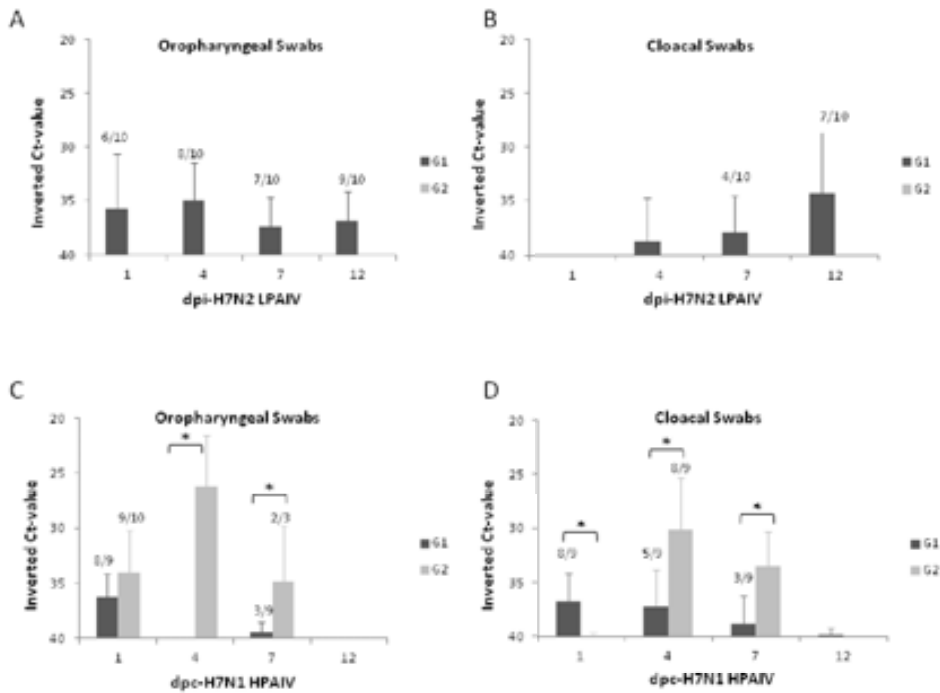 A
Oropharyngeal Swabs
Inverted Ct-value
20
25
30
35
40
6/10
8/10
7/10
9/10
G1
G2
1 4 7 12
dpi-H7N2 LPAIV
B
Cloacal Swabs
Inverted Ct-value
20
25
30
35
40
4/10
7/10
G1
G2
1 4 7 12
dpi-H7N2 LPAIV
C
Oropharyngeal Swabs
Inverted Ct-value
20
25
30
35
40
*
*
8/9
9/10
3/9
2/3
G1
G2
1 4 7 12
dpc-H7N1 HPAIV
D
Cloacal Swabs
Inverted Ct-value
20
25
30
35
40
*
*
*
8/9
5/9
8/9
3/9
G1
G2
1 4 7 12
dpc-H7N1 HPAIV